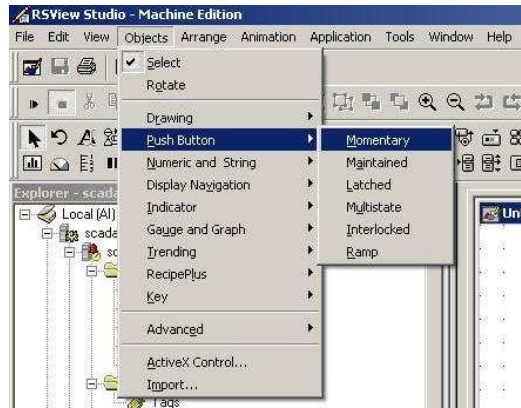 RSView Studio - Machine Edition
File Edit View Objects Arrange Animation Application Tools Window Help
Select
Rotate
Drawing
Push Button
Numeric and String
Display Navigation
Indicator
Gauge and Graph
Trending
RecipePlus
Key
Advanced
ActiveX Control...
Import...
Momentary
Maintained
Latched
Multistate
Interlocked
Ramp
Explorer - scada
Local (AI)
scada
Tags